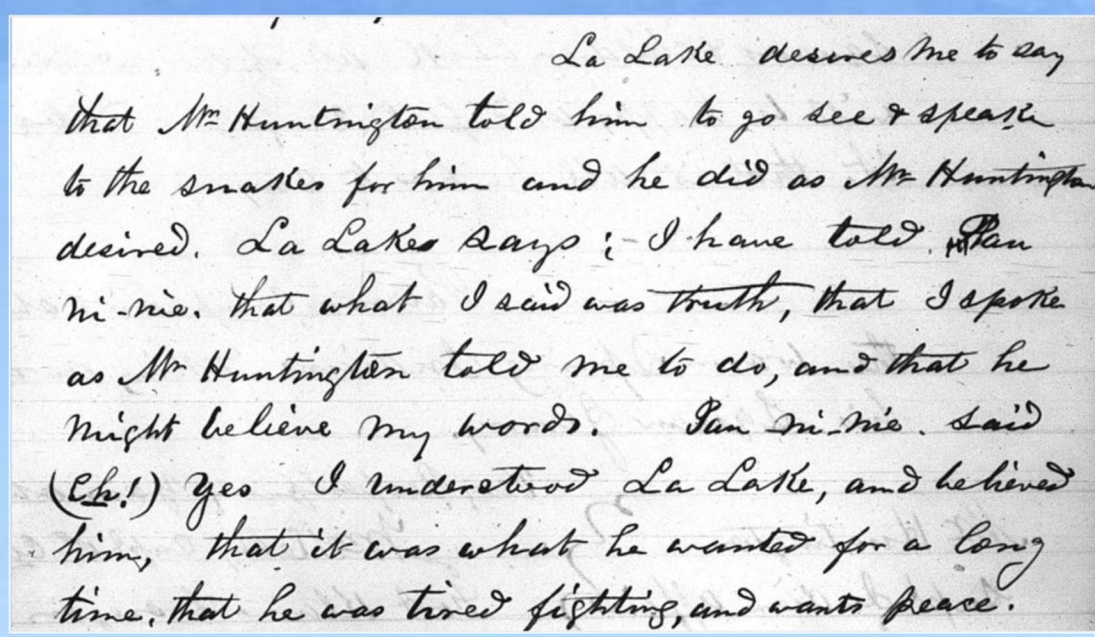 La Lake desires me to say
that Mr Huntington told him to go see & speak
to the snakes for him and he did as Mr Huntington
desired. La Lake says :- I have told Pan
ni-nie. that what I said was truth, that I spoke
as Mr Huntington told me to do, and that he
might believe my words. Pan ni-nie. said
(Eh!) Yes I understood La Lake, and believed
him, that it was what he wanted for a long
time, that he was tired fighting, and wants peace.